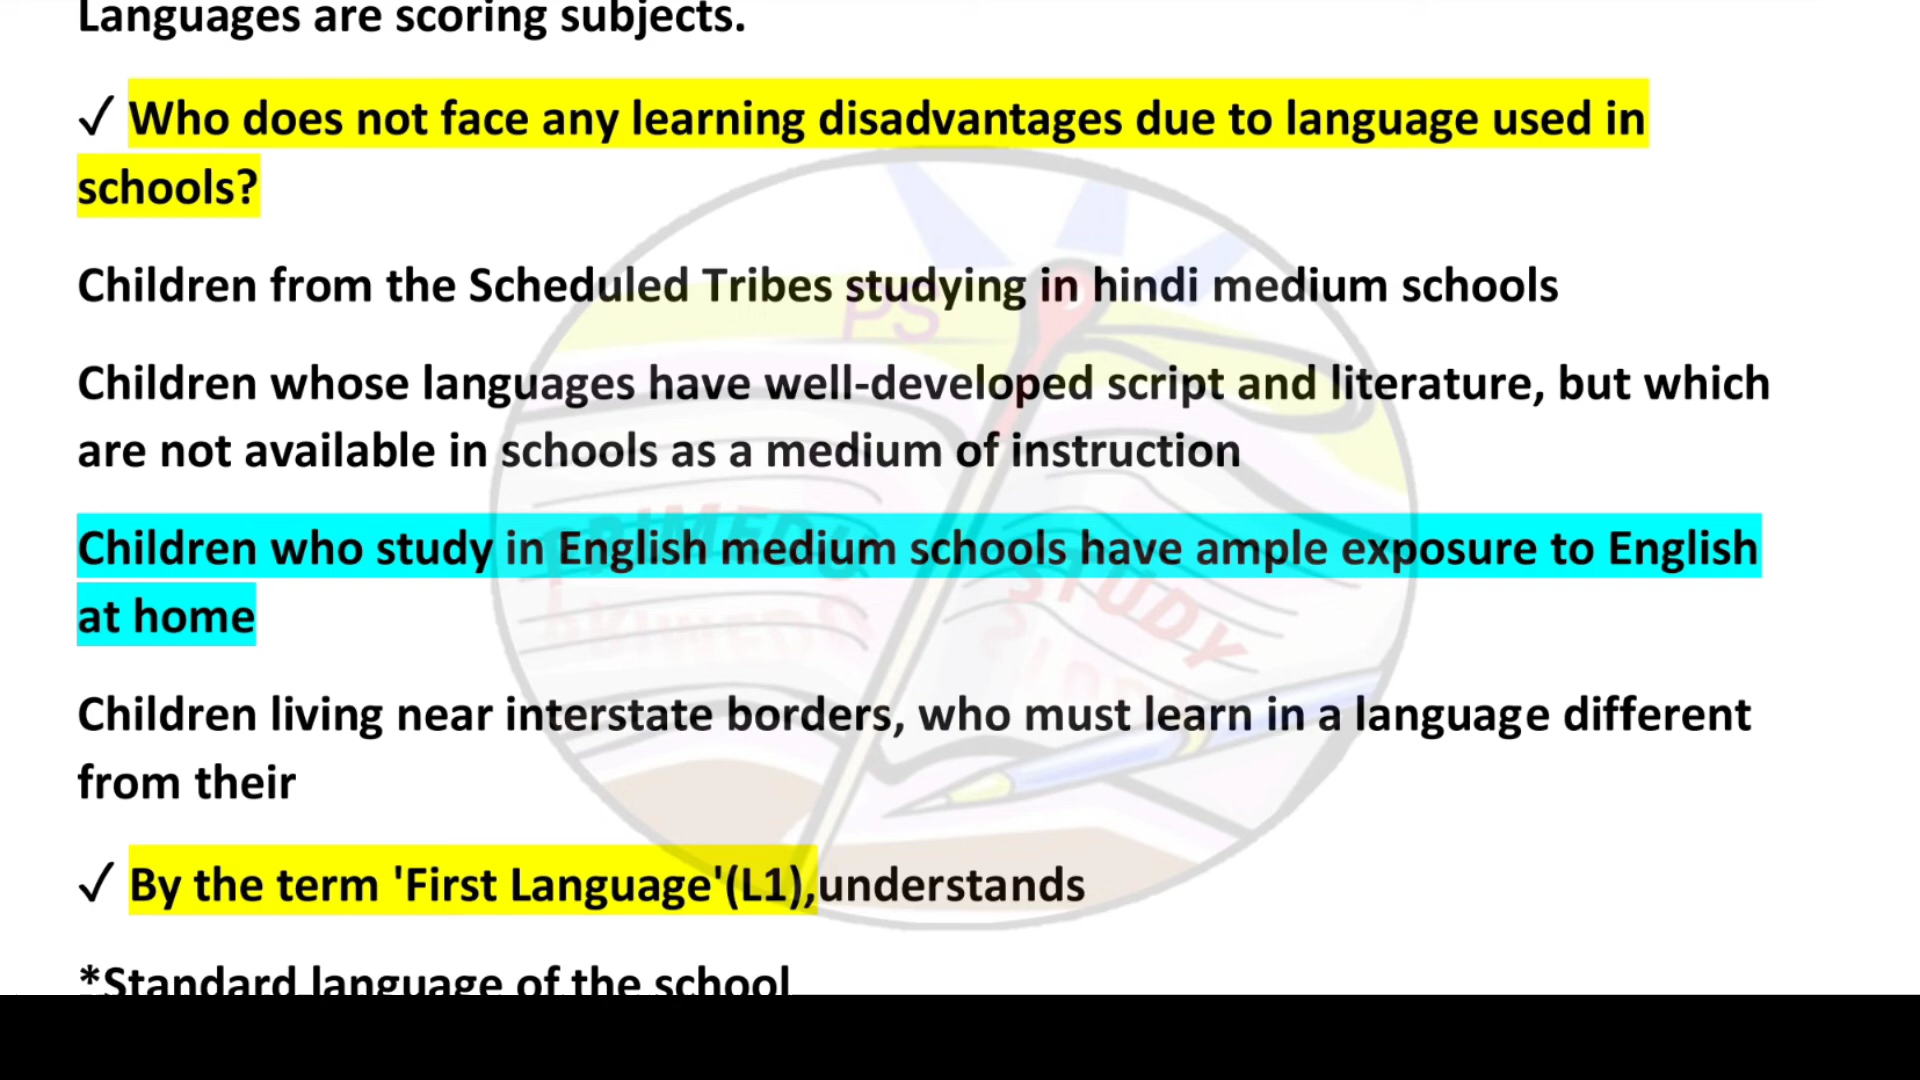 Languages are scoring subjects.
✓ Who does not face any learning disadvantages due to language used in
schools?
Children from the Scheduled Tribes studying in hindi medium schools
Children whose languages have well-developed script and literature, but which
are not available in schools as a medium of instruction
Children who study in English medium schools have ample exposure to English
at home
Children living near interstate borders, who must learn in a language different
from their
✓ By the term 'First Language'(L1),understands
*Standard language of the school
PS
STUDY